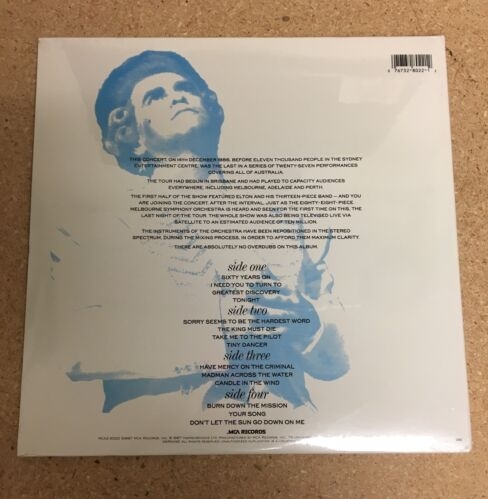 0 76732-8022-1 2
THIS CONCERT, ON 14TH DECEMBER 1986, BEFORE ELEVEN THOUSAND PEOPLE IN THE SYDNEY
ENTERTAINMENT CENTRE, WAS THE LAST IN A SERIES OF TWENTY-SEVEN PERFORMANCES
COVERING ALL OF AUSTRALIA.
THE TOUR HAD BEGUN IN BRISBANE AND HAD PLAYED TO CAPACITY AUDIENCES
EVERYWHERE, INCLUDING MELBOURNE, ADELAIDE AND PERTH.
THE FIRST HALF OF THE SHOW FEATURED ELTON AND HIS THIRTEEN-PIECE BAND – AND YOU
ARE JOINING THE CONCERT AFTER THE INTERVAL, JUST AS THE EIGHTY-EIGHT-PIECE
MELBOURNE SYMPHONY ORCHESTRA IS HEARD AND SEEN FOR THE FIRST TIME ON THIS, THE
LAST NIGHT OF THE TOUR. THE WHOLE SHOW WAS ALSO BEING TELEVISED LIVE VIA
SATELLITE TO AN ESTIMATED AUDIENCE OF TEN MILLION.
THE INSTRUMENTS OF THE ORCHESTRA HAVE BEEN REPOSITIONED IN THE STEREO
SPECTRUM, DURING THE MIXING PROCESS, IN ORDER TO AFFORD THEM MAXIMUM CLARITY.
THERE ARE ABSOLUTELY NO OVERDUBS ON THIS ALBUM.
side one
SIXTY YEARS ON
I NEED YOU TO TURN TO
GREATEST DISCOVERY
TONIGHT
side two
SORRY SEEMS TO BE THE HARDEST WORD
THE KING MUST DIE
TAKE ME TO THE PILOT
TINY DANCER
side three
HAVE MERCY ON THE CRIMINAL
MADMAN ACROSS THE WATER
CANDLE IN THE WIND
side four
BURN DOWN THE MISSION
YOUR SONG
DON'T LET THE SUN GO DOWN ON ME
MCA RECORDS